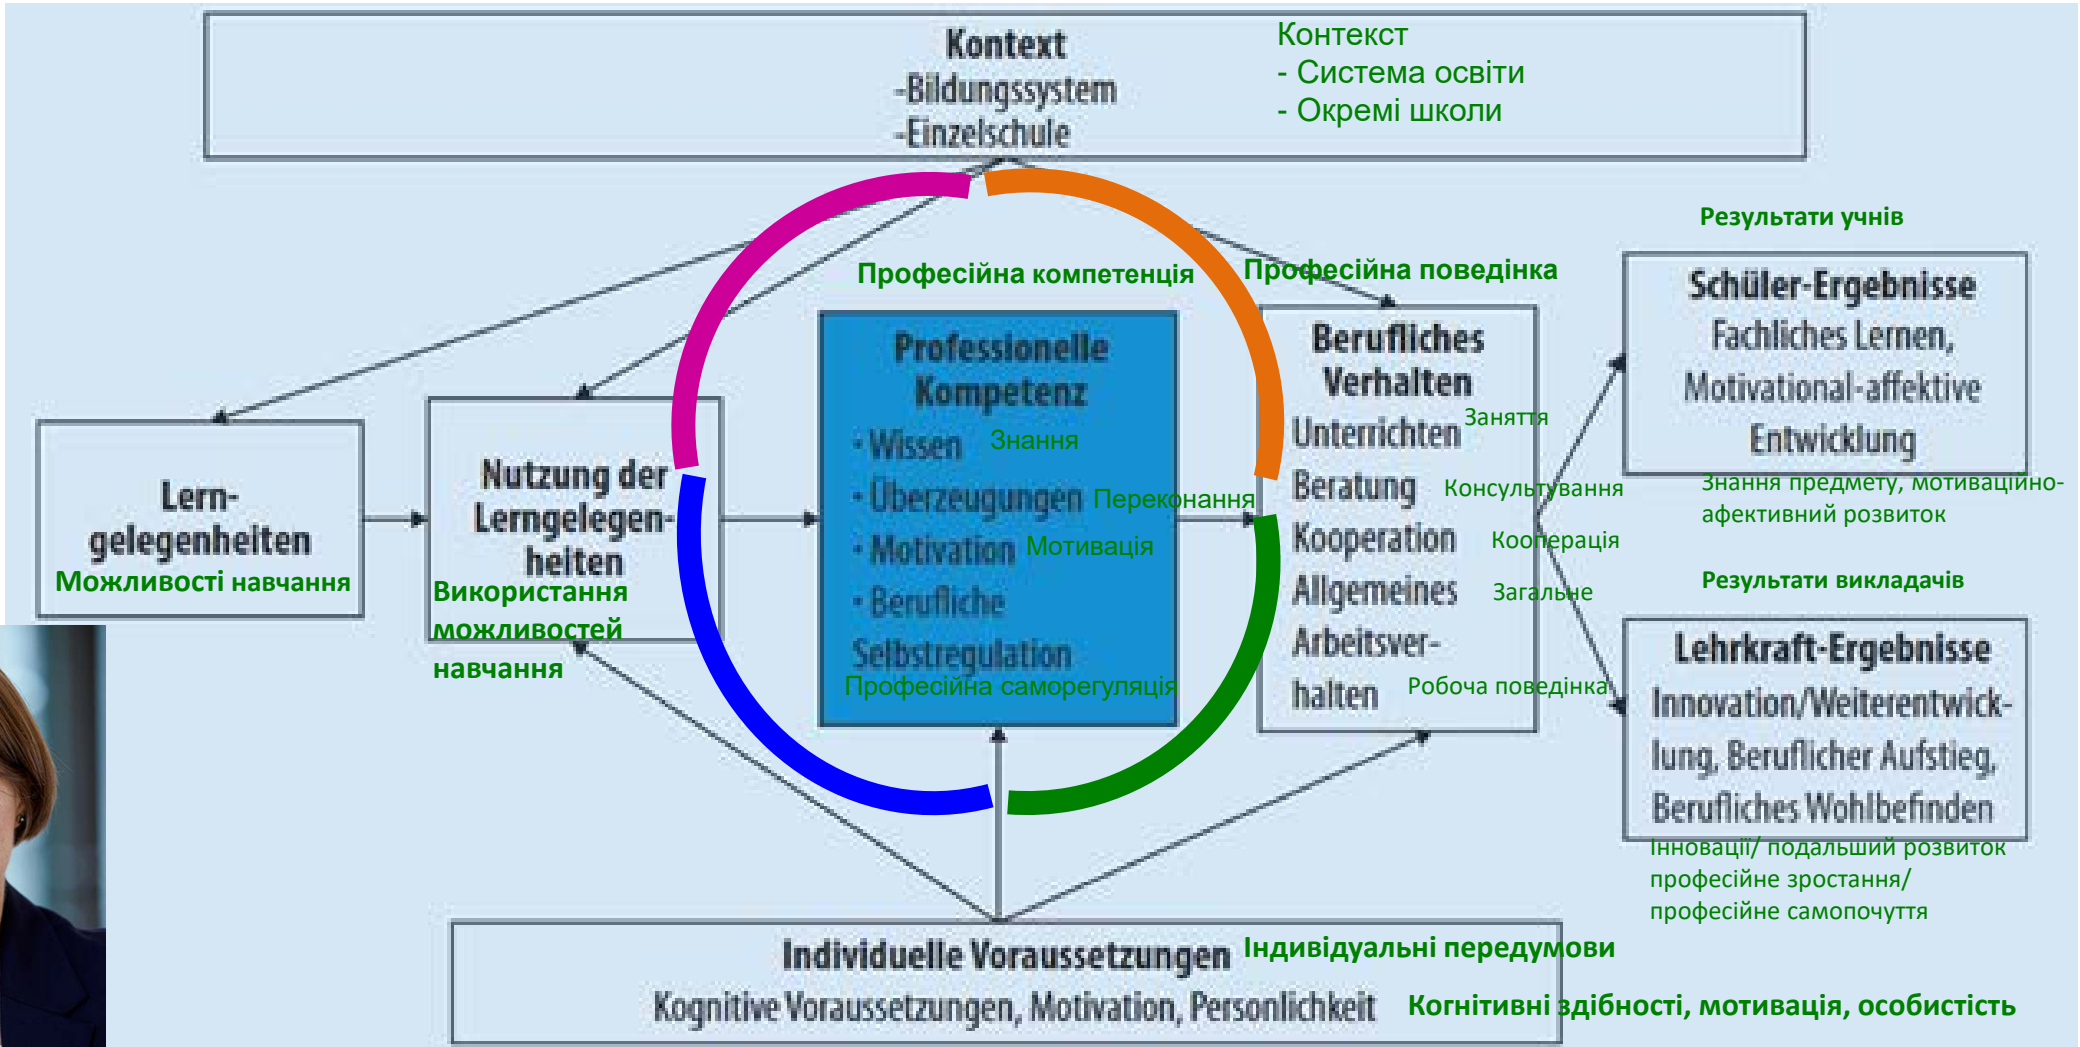 Kontext
-Bildungssystem
-Einzelschule
Контекст
- Система освіти
- Окремі школи
Lern-
gelegenheiten
Можливості навчання
Nutzung der
Lerngelegen-
heiten
Використання
можливостей
навчання
Професійна компетенція
Professionelle
Kompetenz
· Wissen Знання
· Überzeugungen Переконання
· Motivation Мотивація
· Berufliche
Selbstregulation
Професійна саморегуляція
Професійна поведінка
Berufliches
Verhalten
Unterrichten Заняття
Beratung Консультування
Kooperation Кооперація
Allgemeines Загальне
Arbeitsver-
halten Робоча поведінка
Результати учнів
Schüler-Ergebnisse
Fachliches Lernen,
Motivational-affektive
Entwicklung
Знання предмету, мотиваційно-
афективний розвиток
Результати викладачів
Lehrkraft-Ergebnisse
Innovation/Weiterentwick-
lung, Beruflicher Aufstieg,
Berufliches Wohlbefinden
Інновації/ подальший розвиток
професійне зростання/
професійне самопочуття
Individuelle Voraussetzungen Індивідуальні передумови
Kognitive Voraussetzungen, Motivation, Personlichkeit Когнітивні здібності, мотивація, особистість